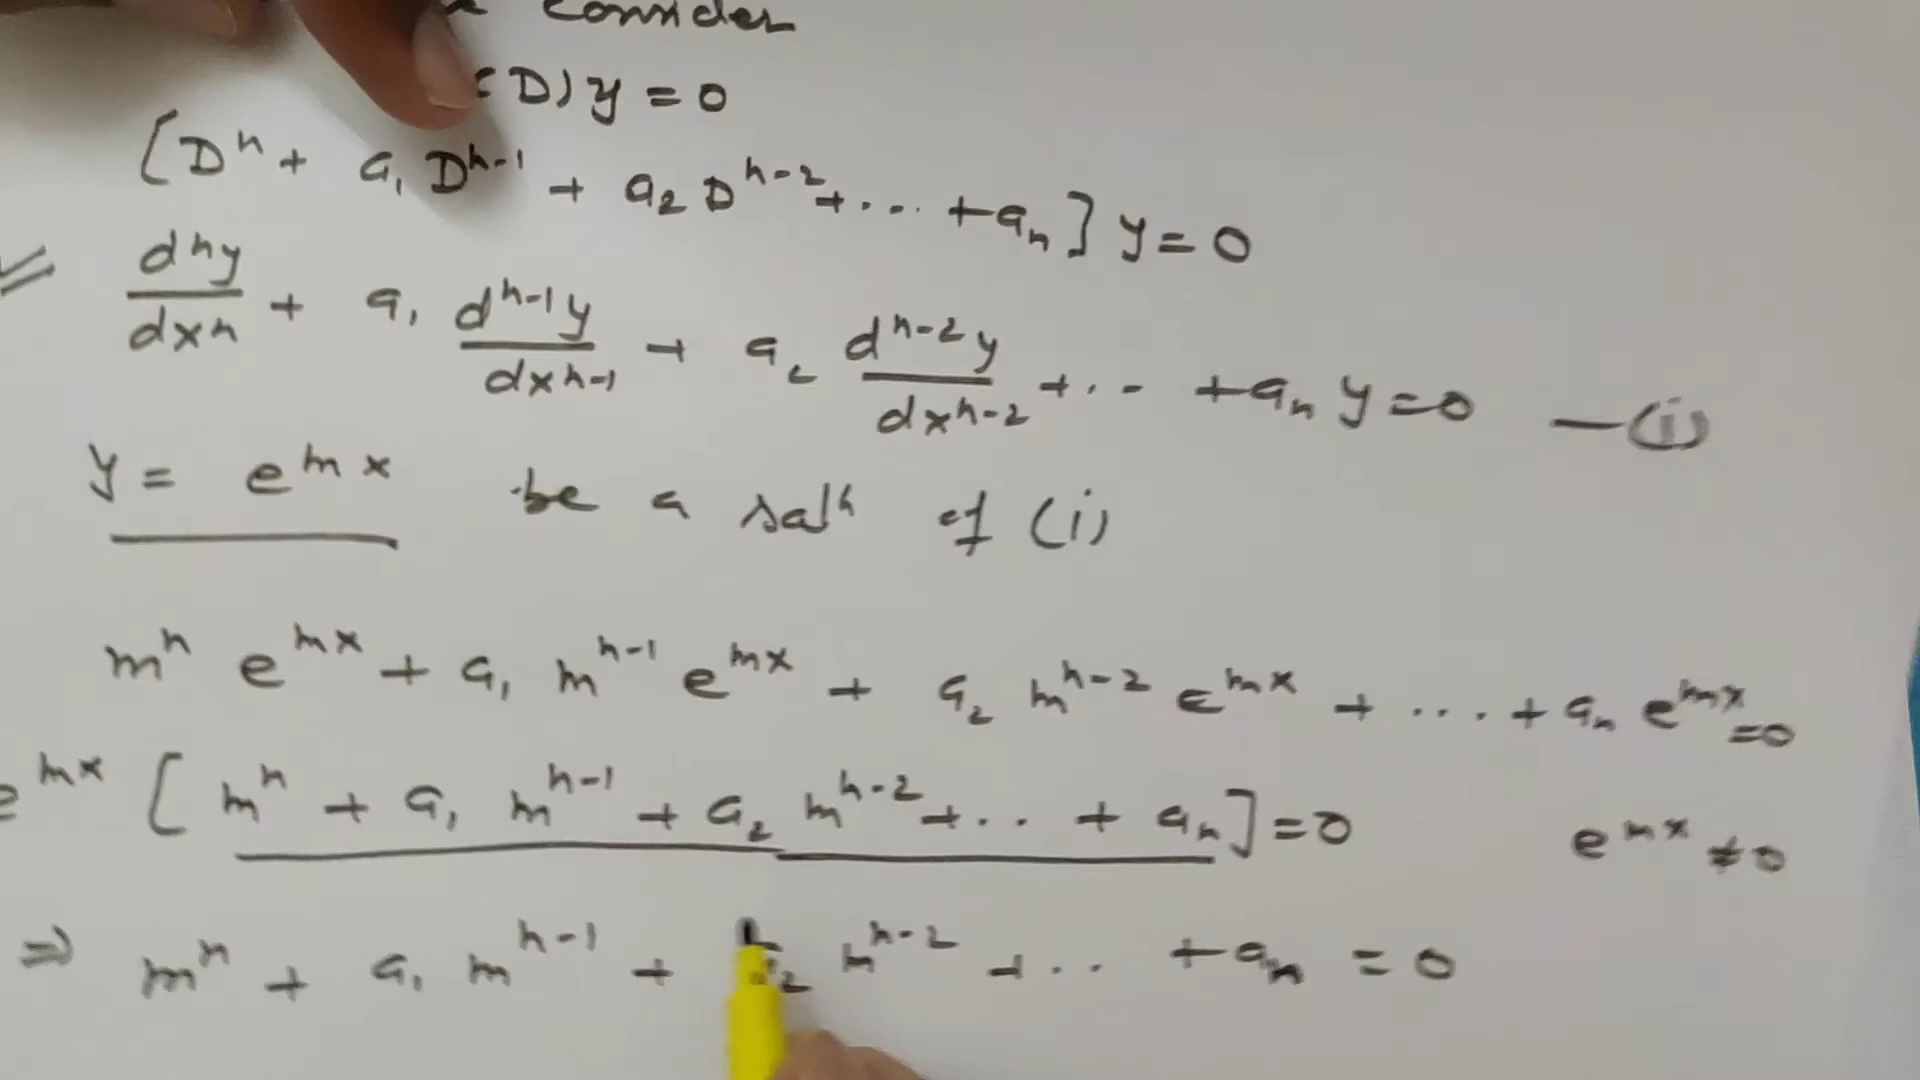 consider
(D)y = 0
[Dⁿ + a₁Dⁿ⁻¹ + a₂Dⁿ⁻² + ... + aₙ] y = 0
dⁿy/dxⁿ + a₁ dⁿ⁻¹y/dxⁿ⁻¹ + a₂ dⁿ⁻²y/dxⁿ⁻² + .. + aₙ y = 0 — (i)
y = e^{mx} be a solⁿ of (i)
mⁿ e^{mx} + a₁ mⁿ⁻¹ e^{mx} + a₂ mⁿ⁻² e^{mx} + ... + aₙ e^{mx} = 0
e^{mx} [mⁿ + a₁ mⁿ⁻¹ + a₂ mⁿ⁻² + .. + aₙ] = 0 e^{mx} ≠ 0
⇒ mⁿ + a₁ mⁿ⁻¹ + a₂ mⁿ⁻² + .. + aₙ = 0